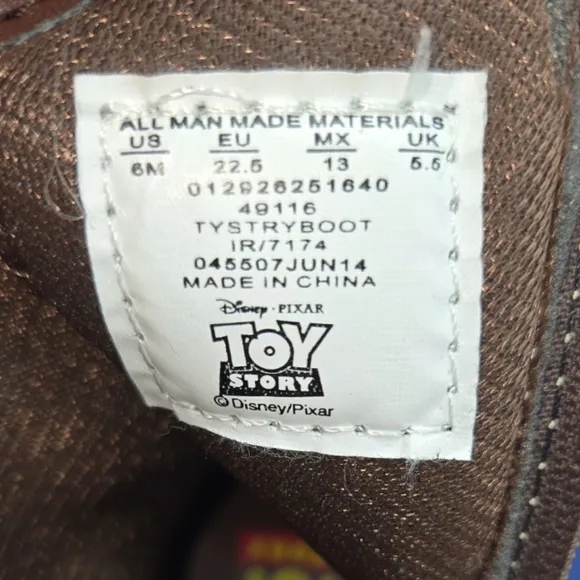 ALL MAN MADE MATERIALS
US EU MX UK
6M 22.5 13 5.5
012926251640
49116
TYSTRYBOOT
IR/7174
045507JUN14
MADE IN CHINA
Disney · PIXAR
TOY
STORY
© Disney/Pixar